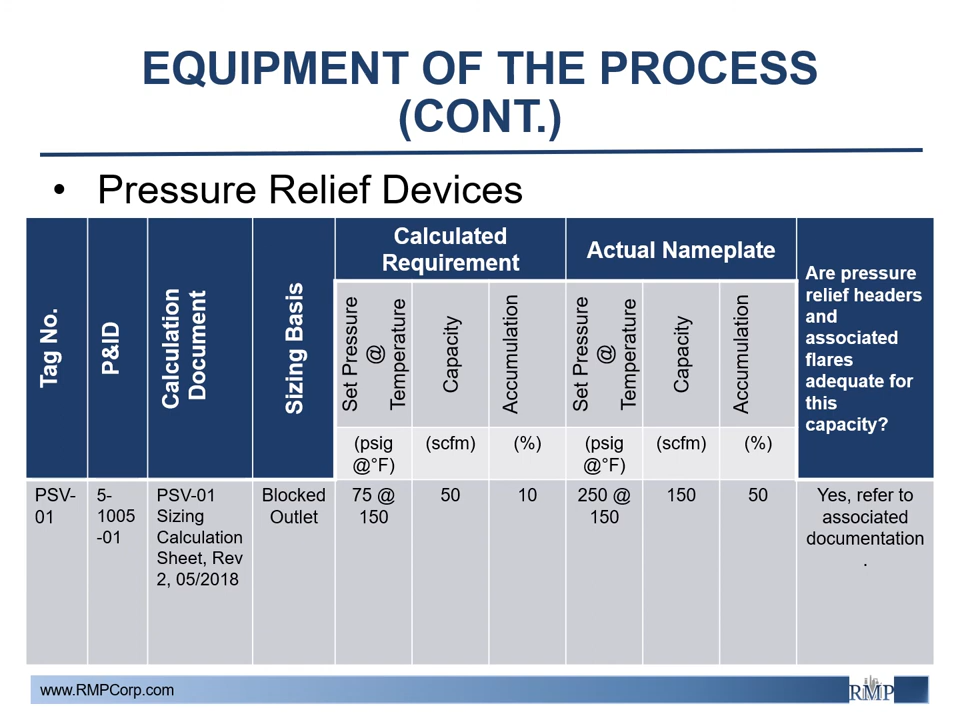 EQUIPMENT OF THE PROCESS
(CONT.)
• Pressure Relief Devices
Tag No.
P&ID
Calculation
Document
Sizing Basis
Calculated
Requirement
Actual Nameplate
Are pressure
relief headers
and
associated
flares
adequate for
this
capacity?
Set Pressure
@
Temperature
Capacity
Accumulation
Set Pressure
@
Temperature
Capacity
Accumulation
(psig
@°F)
(scfm)
(%)
(psig
@°F)
(scfm)
(%)
PSV-
01
5-
1005
-01
PSV-01
Sizing
Calculation
Sheet, Rev
2, 05/2018
Blocked
Outlet
75 @
150
50
10
250 @
150
150
50
Yes, refer to
associated
documentation
.
www.RMPCorp.com
RMP